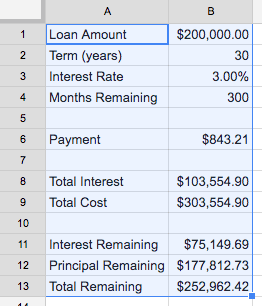 A B
1 Loan Amount $200,000.00
2 Term (years) 30
3 Interest Rate 3.00%
4 Months Remaining 300
5
6 Payment $843.21
7
8 Total Interest $103,554.90
9 Total Cost $303,554.90
10
11 Interest Remaining $75,149.69
12 Principal Remaining $177,812.73
13 Total Remaining $252,962.42